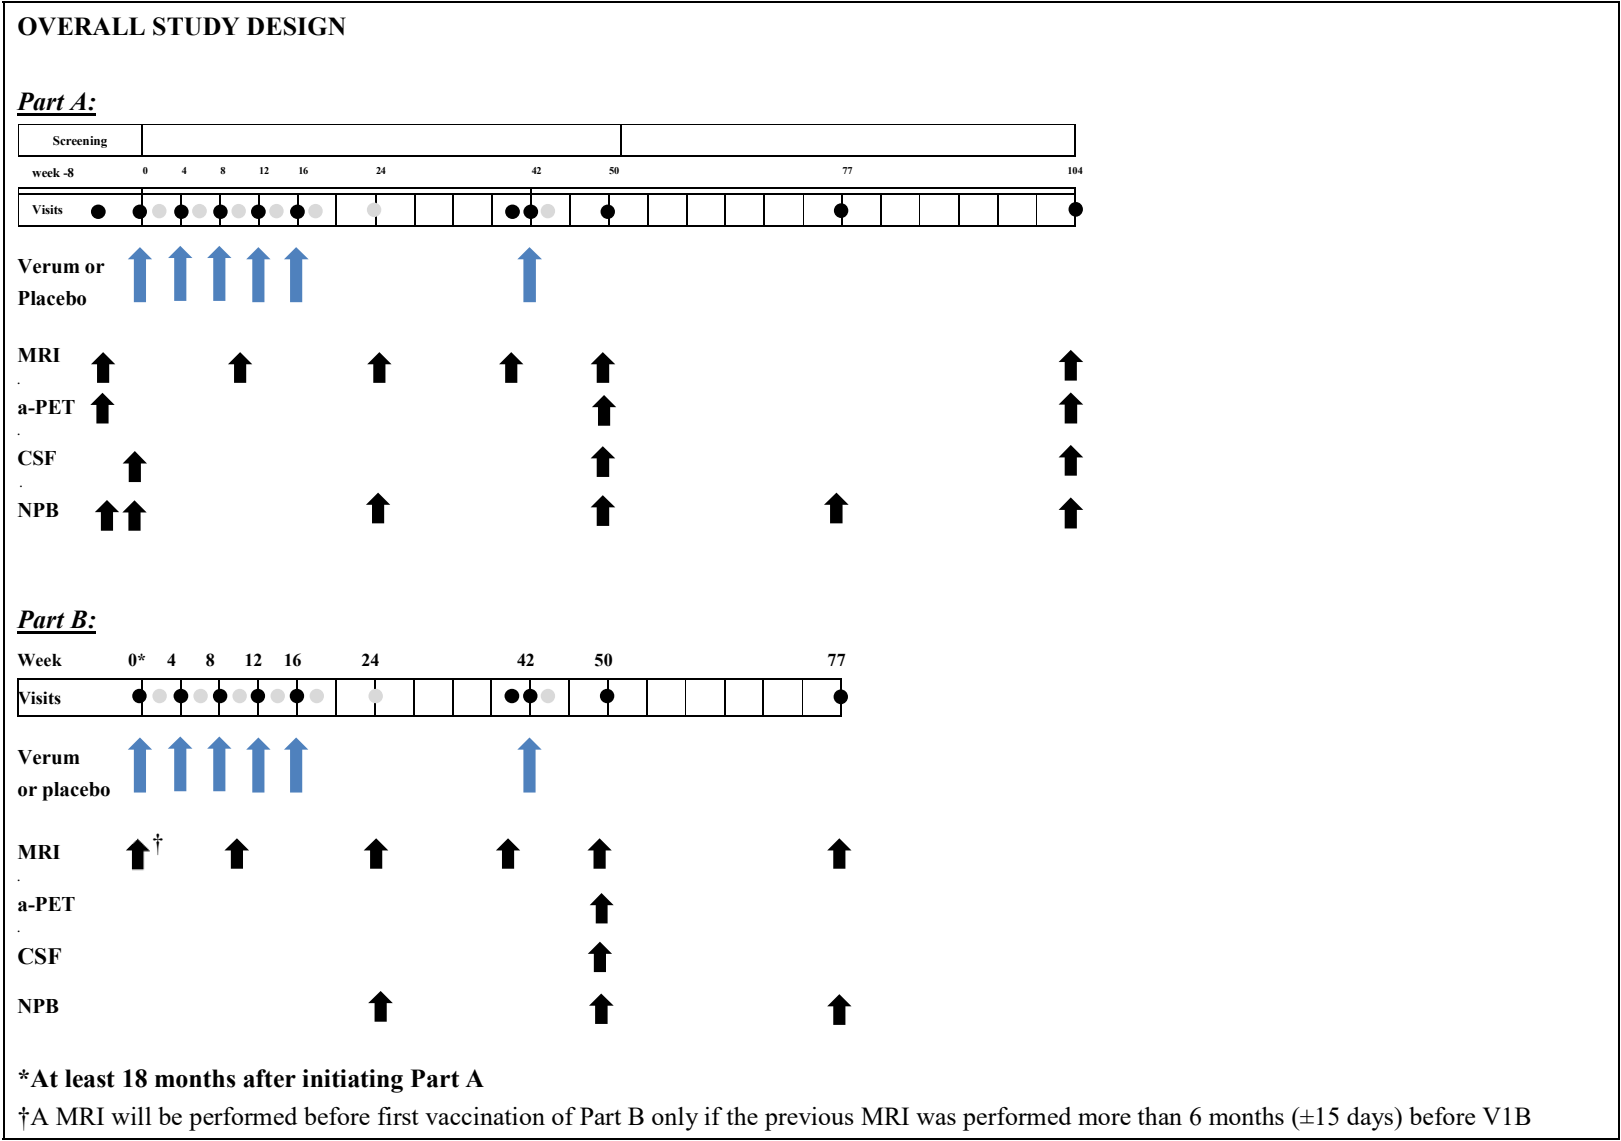 OVERALL STUDY DESIGN
Part A:
Screening
week -8 0 4 8 12 16 24 42 50 77 104
Visits
Verum or
Placebo
MRI
.
a-PET
.
CSF
.
NPB
Part B:
Week 0* 4 8 12 16 24 42 50 77
Visits
Verum
or placebo
MRI †
.
a-PET
.
CSF
NPB
*At least 18 months after initiating Part A
†A MRI will be performed before first vaccination of Part B only if the previous MRI was performed more than 6 months (±15 days) before V1B